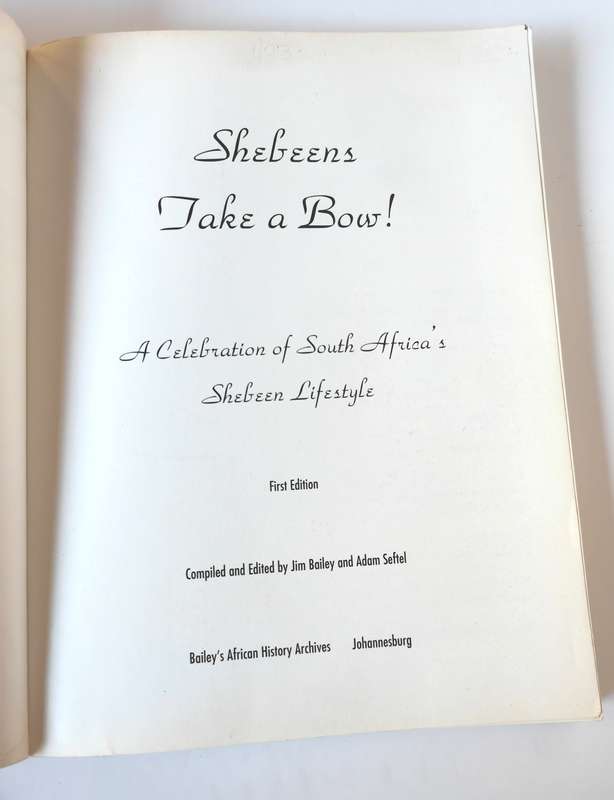 Shebeens
Take a Bow!
A Celebration of South Africa's
Shebeen Lifestyle
First Edition
Compiled and Edited by Jim Bailey and Adam Seftel
Bailey's African History Archives Johannesburg